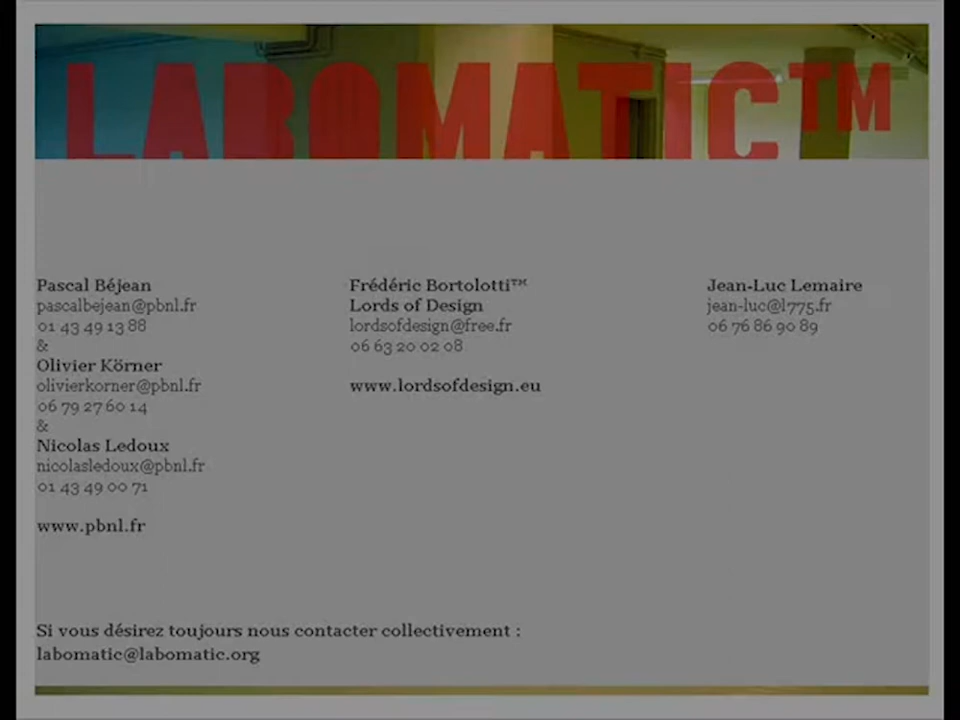 LABOMATIC™
Pascal Béjean
pascalbejean@pbnl.fr
01 43 49 13 88
&
Olivier Körner
olivierkorner@pbnl.fr
06 79 27 60 14
&
Nicolas Ledoux
nicolasledoux@pbnl.fr
01 43 49 00 71
www.pbnl.fr
Frédéric Bortolotti™
Lords of Design
lordsofdesign@free.fr
06 63 20 02 08
www.lordsofdesign.eu
Jean-Luc Lemaire
jean-luc@l775.fr
06 76 86 90 89
Si vous désirez toujours nous contacter collectivement :
labomatic@labomatic.org